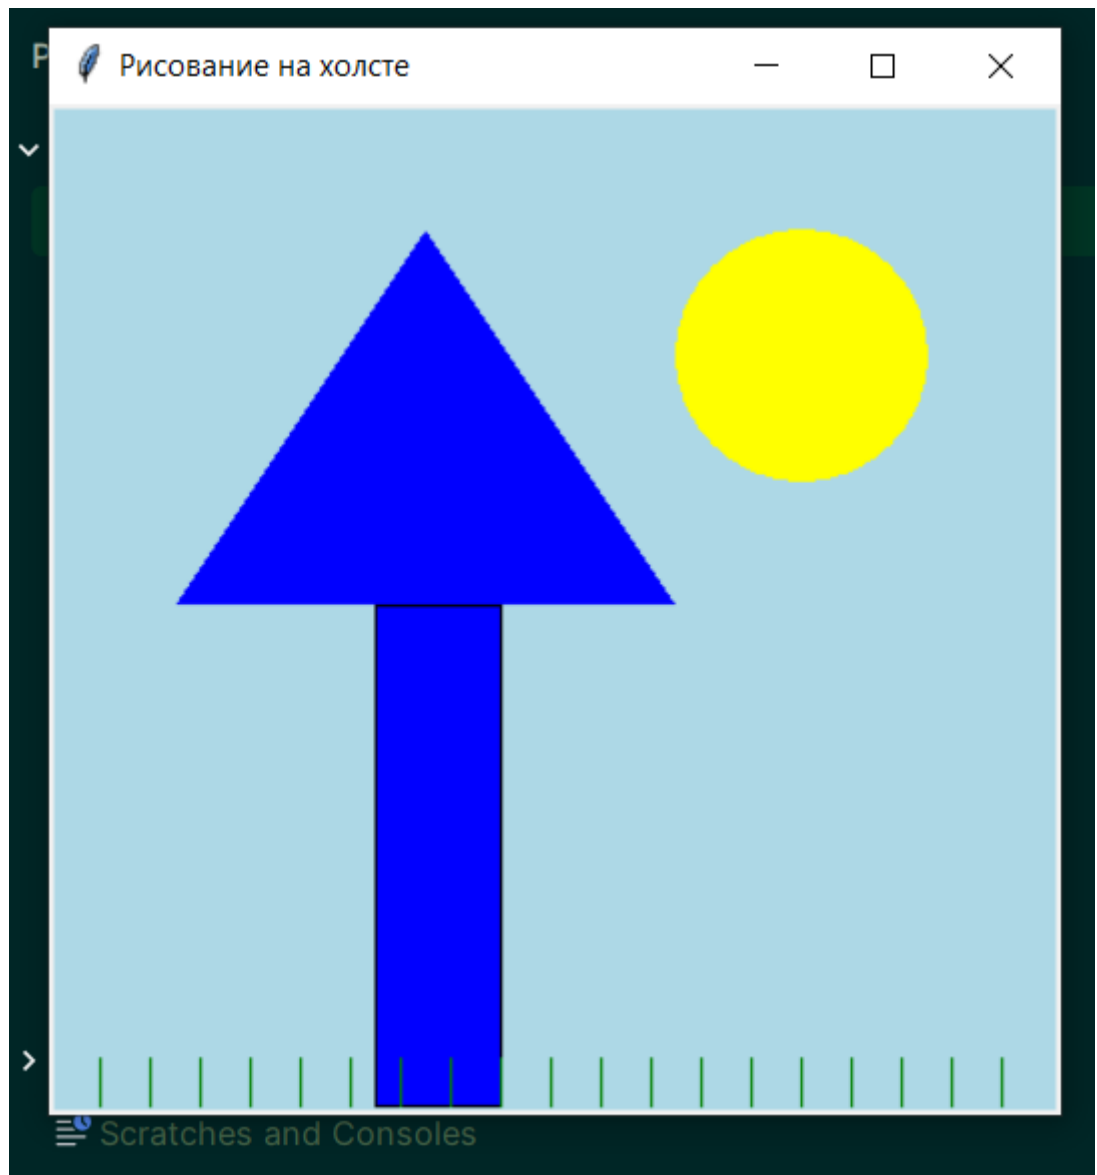 P
Рисование на холсте
Scratches and Consoles